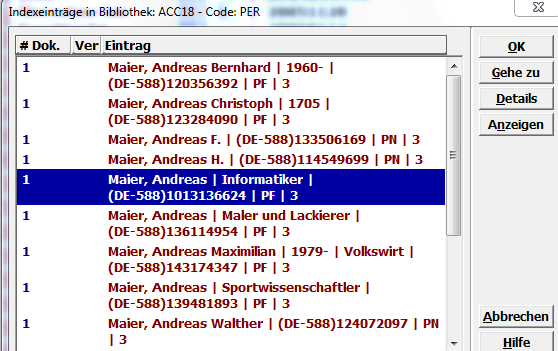 Indexeinträge in Bibliothek: ACC18 - Code: PER
# Dok. Ver Eintrag
1 Maier, Andreas Bernhard | 1960- |
(DE-588)120356392 | PF | 3
1 Maier, Andreas Christoph | 1705 |
(DE-588)123284090 | PF | 3
1 Maier, Andreas F. | (DE-588)133506169 | PN | 3
1 Maier, Andreas H. | (DE-588)114549699 | PN | 3
1 Maier, Andreas | Informatiker |
(DE-588)1013136624 | PF | 3
1 Maier, Andreas | Maler und Lackierer |
(DE-588)136114954 | PF | 3
1 Maier, Andreas Maximilian | 1979- | Volkswirt |
(DE-588)143174347 | PF | 3
1 Maier, Andreas | Sportwissenschaftler |
(DE-588)139481893 | PF | 3
1 Maier, Andreas Walther | (DE-588)124072097 | PN
| 3
OK
Gehe zu
Details
Anzeigen
Abbrechen
Hilfe